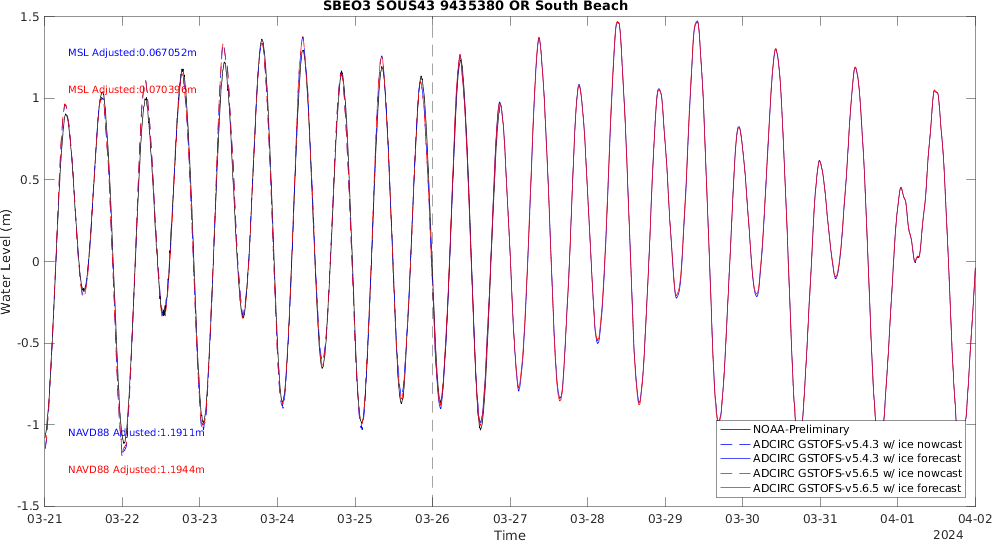 SBEO3 SOUS43 9435380 OR South Beach
1.5
1
0.5
0
-0.5
-1
-1.5
Water Level (m)
MSL Adjusted:0.067052m
MSL Adjusted:0.070396m
NAVD88 Adjusted:1.1911m
NAVD88 Adjusted:1.1944m
NOAA-Preliminary
ADCIRC GSTOFS-v5.4.3 w/ ice nowcast
ADCIRC GSTOFS-v5.4.3 w/ ice forecast
ADCIRC GSTOFS-v5.6.5 w/ ice nowcast
ADCIRC GSTOFS-v5.6.5 w/ ice forecast
03-21 03-22 03-23 03-24 03-25 03-26 03-27 03-28 03-29 03-30 03-31 04-01 04-02
Time
2024